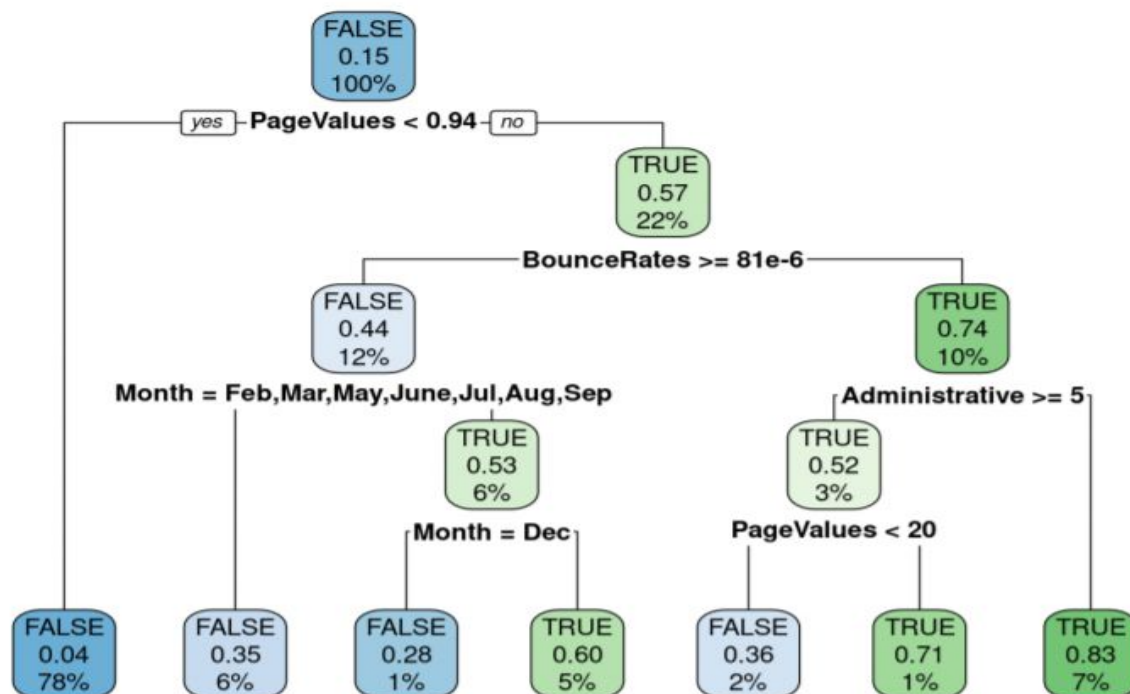 FALSE
0.15
100%
yes PageValues < 0.94 no
TRUE
0.57
22%
BounceRates >= 81e-6
FALSE
0.44
12%
TRUE
0.74
10%
Month = Feb,Mar,May,June,Jul,Aug,Sep
Administrative >= 5
TRUE
0.53
6%
TRUE
0.52
3%
Month = Dec
PageValues < 20
FALSE
0.04
78%
FALSE
0.35
6%
FALSE
0.28
1%
TRUE
0.60
5%
FALSE
0.36
2%
TRUE
0.71
1%
TRUE
0.83
7%